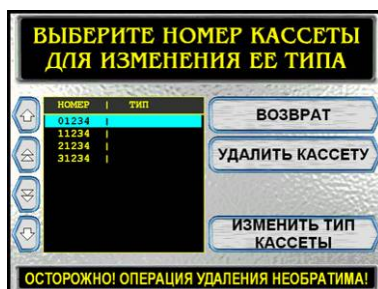 ВЫБЕРИТЕ НОМЕР КАССЕТЫ
ДЛЯ ИЗМЕНЕНИЯ ЕЕ ТИПА
НОМЕР | ТИП
01234 |
11234 |
21234 |
31234 |
ВОЗВРАТ
УДАЛИТЬ КАССЕТУ
ИЗМЕНИТЬ ТИП
КАССЕТЫ
ОСТОРОЖНО! ОПЕРАЦИЯ УДАЛЕНИЯ НЕОБРАТИМА!